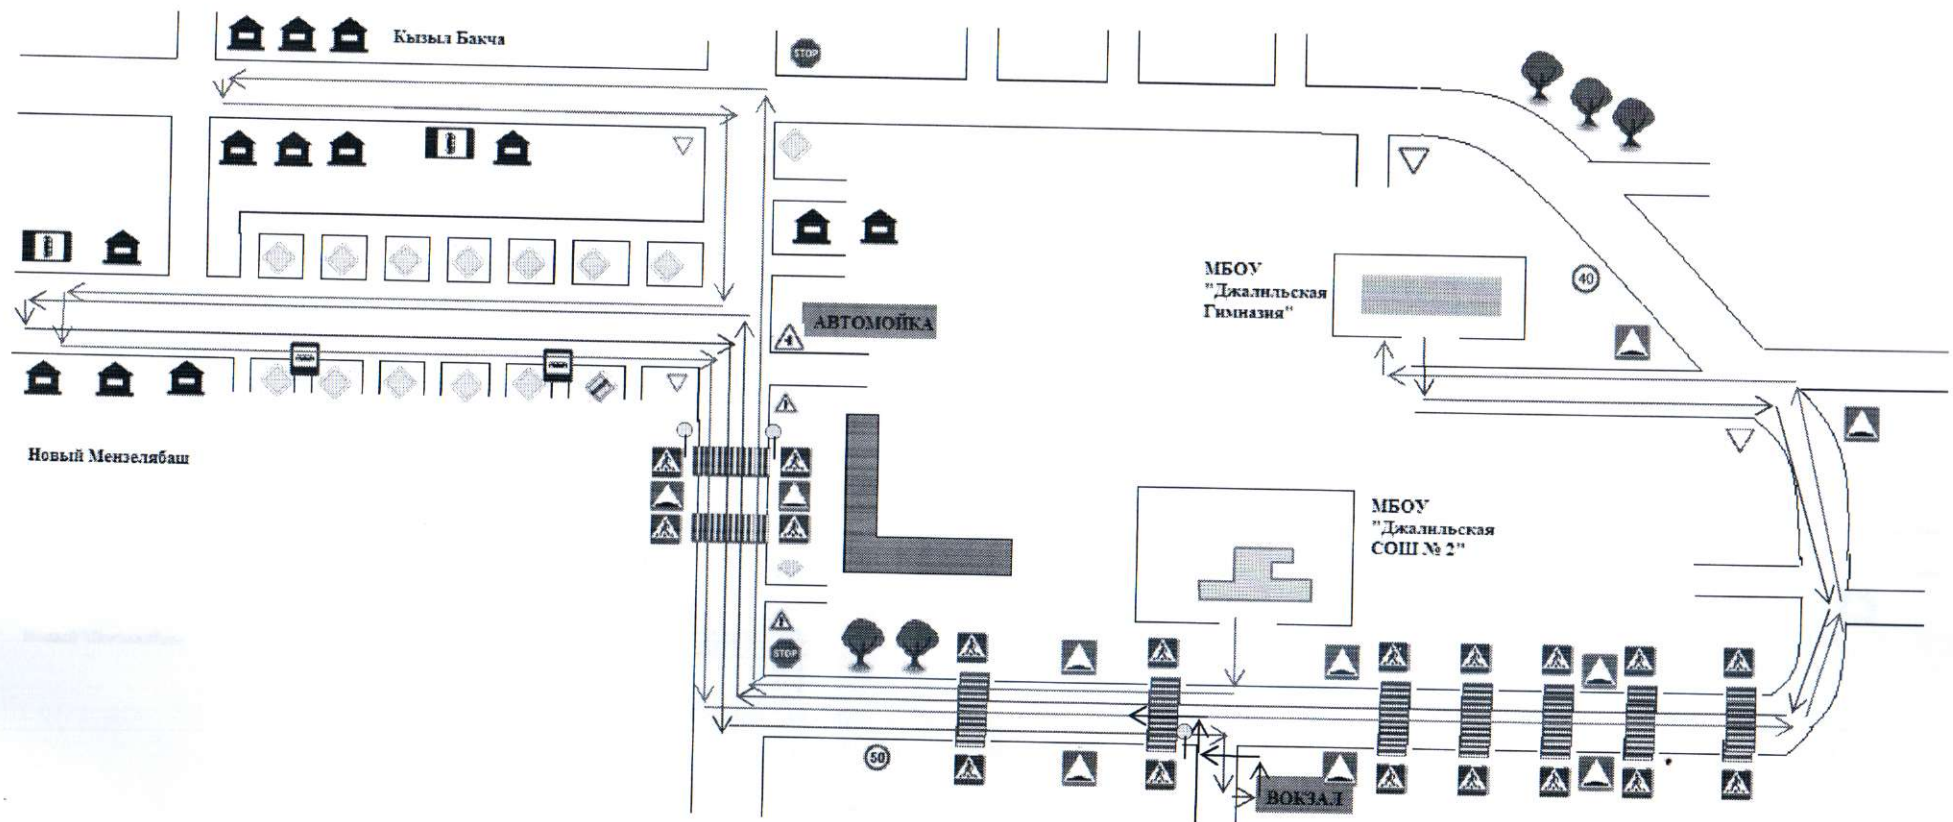 Кызыл Бакча
STOP
МБОУ
"Джалильская
Гимназия"
40
АВТОМОЙКА
Новый Мензелябаш
МБОУ
"Джалильская
СОШ № 2"
STOP
50
ВОКЗАЛ